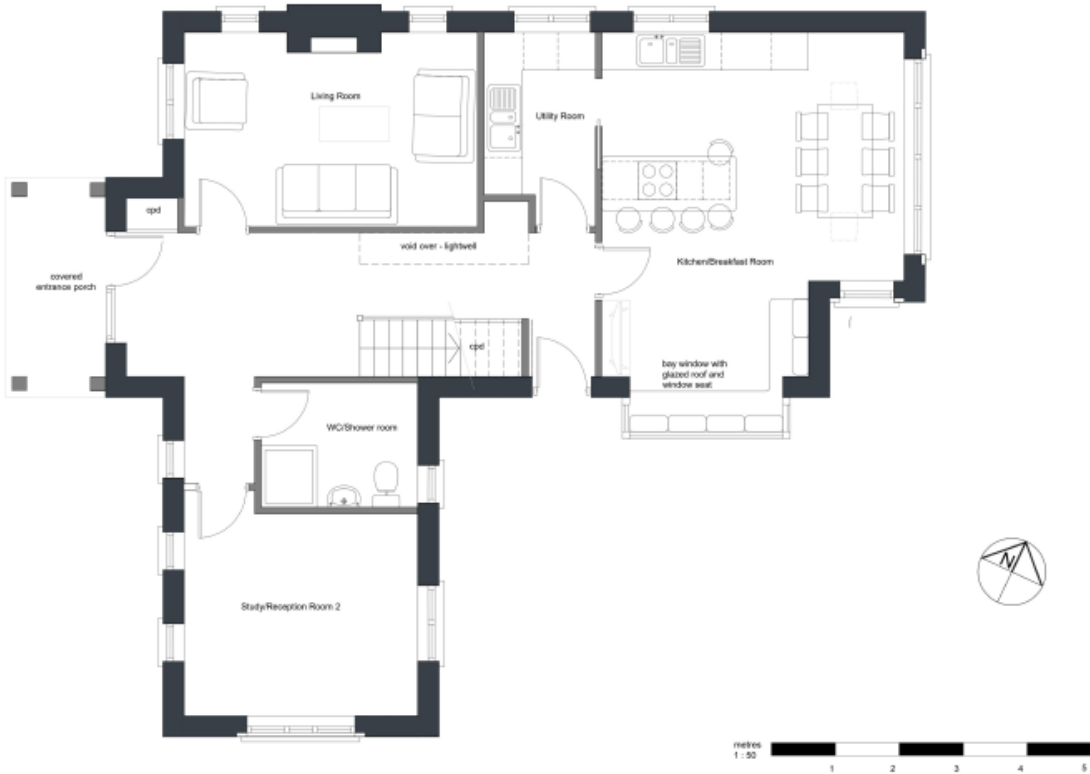 Living Room
Utility Room
cpd
void over - lightwell
covered
entrance porch
Kitchen/Breakfast Room
cpd
bay window with
glazed roof and
window seat
WC/Shower room
N
Study/Reception Room 2
metres
1 : 50
1 2 3 4 5